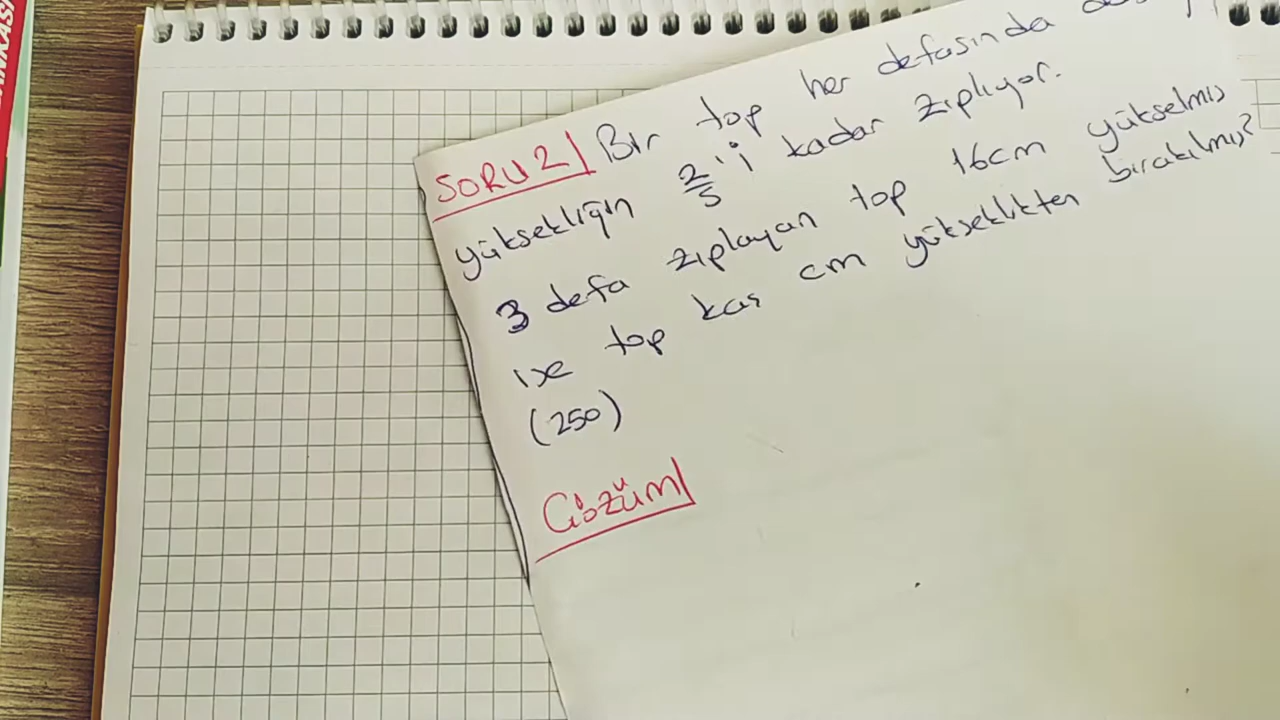 SORU 2 Bir top her defasında
yüksekliğin 2/5'i kadar zıplıyor.
3 defa zıplayan top 16cm yükselmiş
ise top kaç cm yükseklikten bırakılmış?
(250)
Çözüm